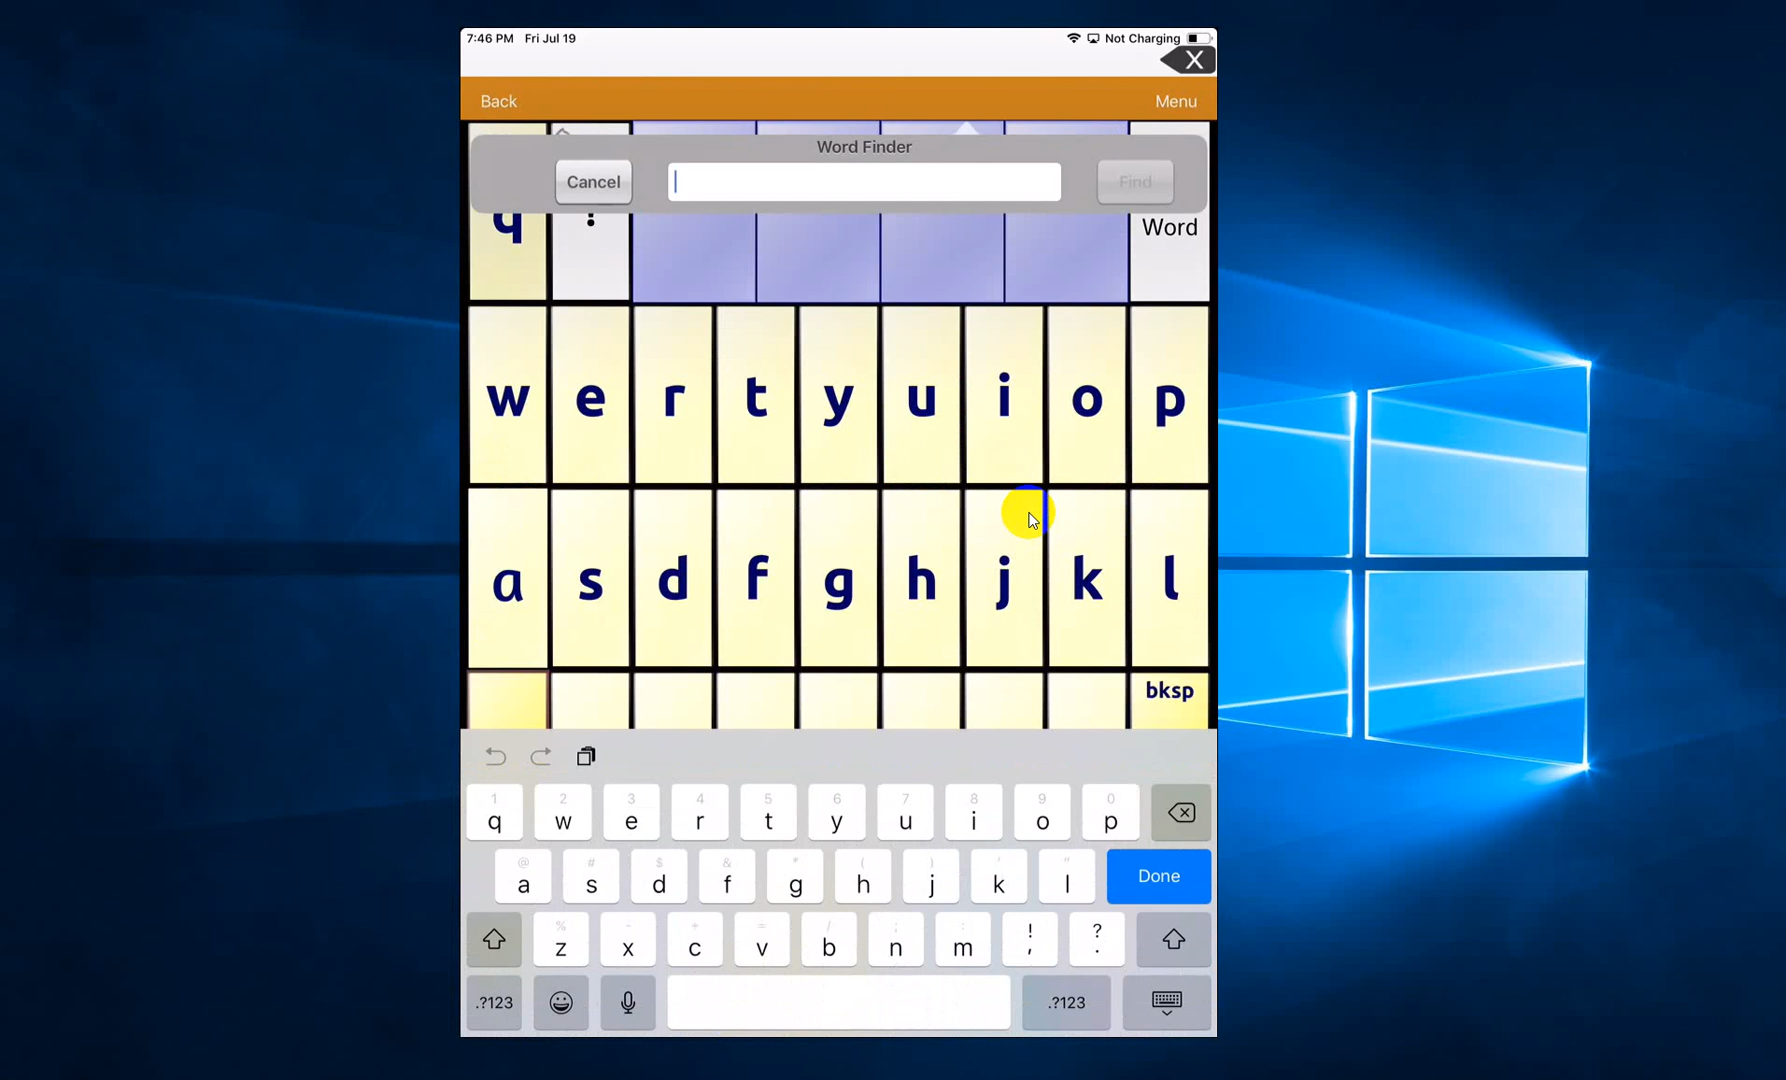 7:46 PM Fri Jul 19 Not Charging
X
Back Menu
Word Finder
Cancel Find
q Word
w e r t y u i o p
a s d f g h j k l
bksp
1 2 3 4 5 6 7 8 9 0
q w e r t y u i o p
@ # $ & * ( ) ' "
a s d f g h j k l Done
% - + = / ; : ! ?
z x c v b n m , .
.?123 .?123